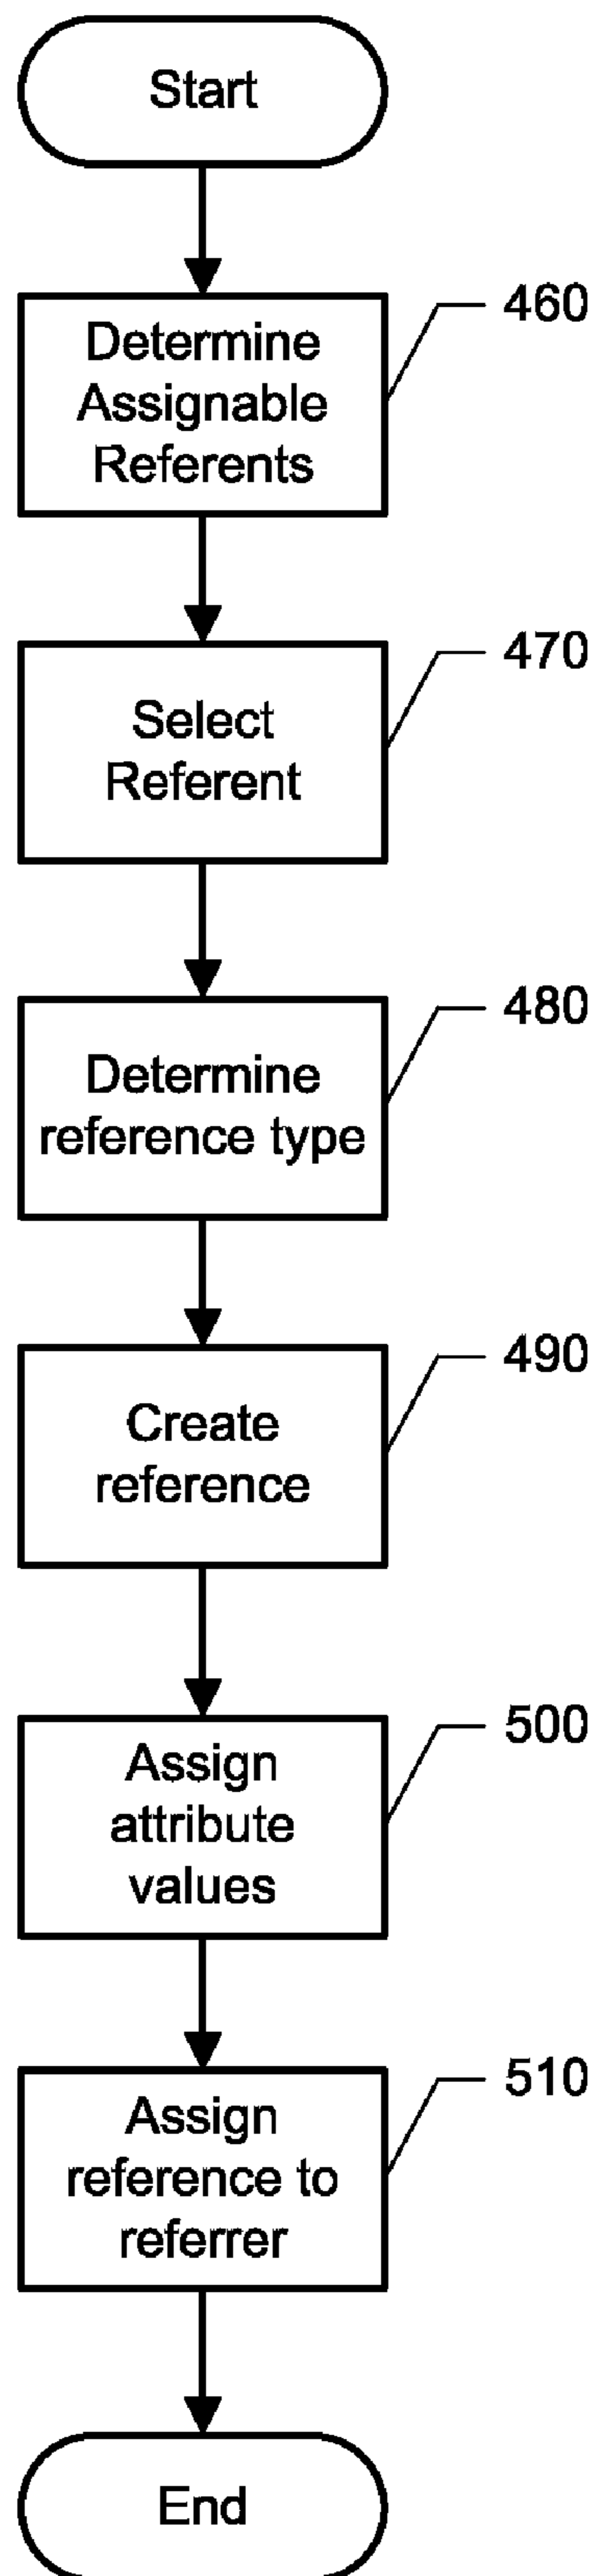 Start
460
Determine
Assignable
Referents
470
Select
Referent
480
Determine
reference type
490
Create
reference
500
Assign
attribute
values
510
Assign
reference to
referrer
End